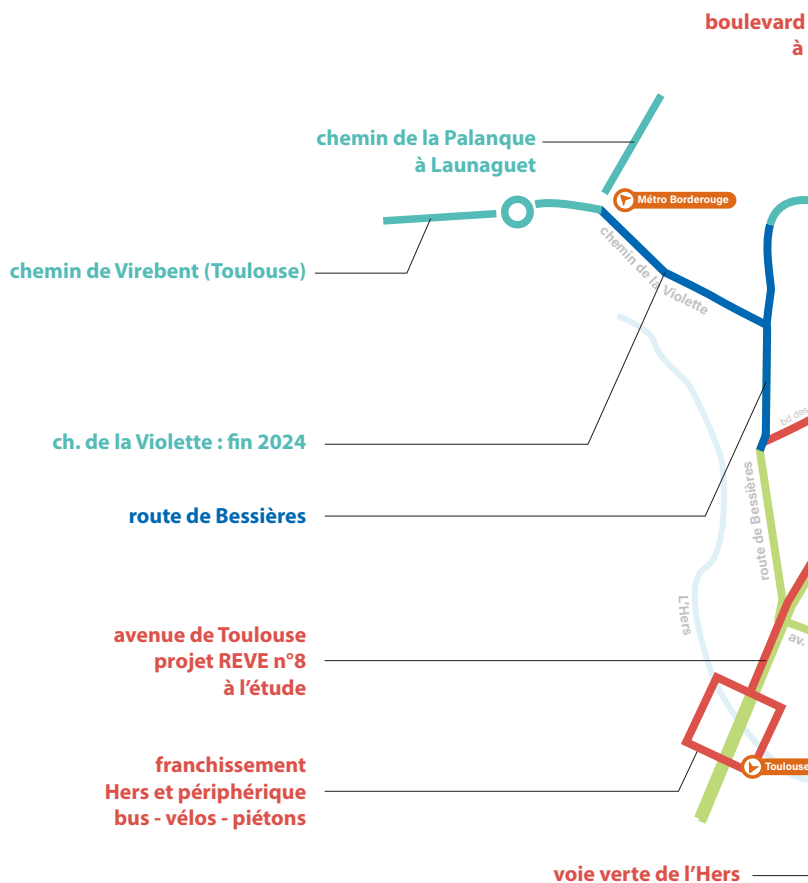 boulevard
à
chemin de la Palanque
à Launaguet
Métro Borderouge
chemin de la Violette
chemin de Virebent (Toulouse)
bd des
ch. de la Violette : fin 2024
route de Bessières
route de Bessières
L'Hers
avenue de Toulouse
projet REVE n°8
à l'étude
av.
franchissement
Hers et périphérique
bus - vélos - piétons
Toulouse
voie verte de l'Hers